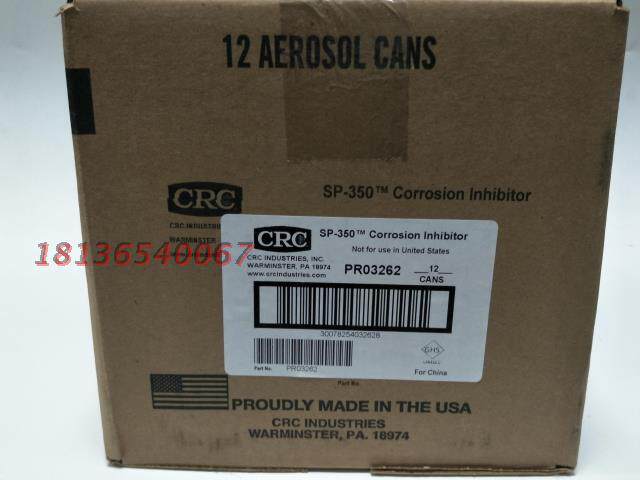 12 AEROSOL CANS
CRC
SP-350™ Corrosion Inhibitor
CRC INDUSTRIES
WARMINSTER
18136540067
CRC
SP-350™ Corrosion Inhibitor
Not for use in United States
CRC INDUSTRIES, INC.
WARMINSTER, PA 18974
www.crcindustries.com
PR03262
12
CANS
30078254032628
GHS
Part No. PR03262
For China
Part No.
PROUDLY MADE IN THE USA
CRC INDUSTRIES
WARMINSTER, PA. 18974